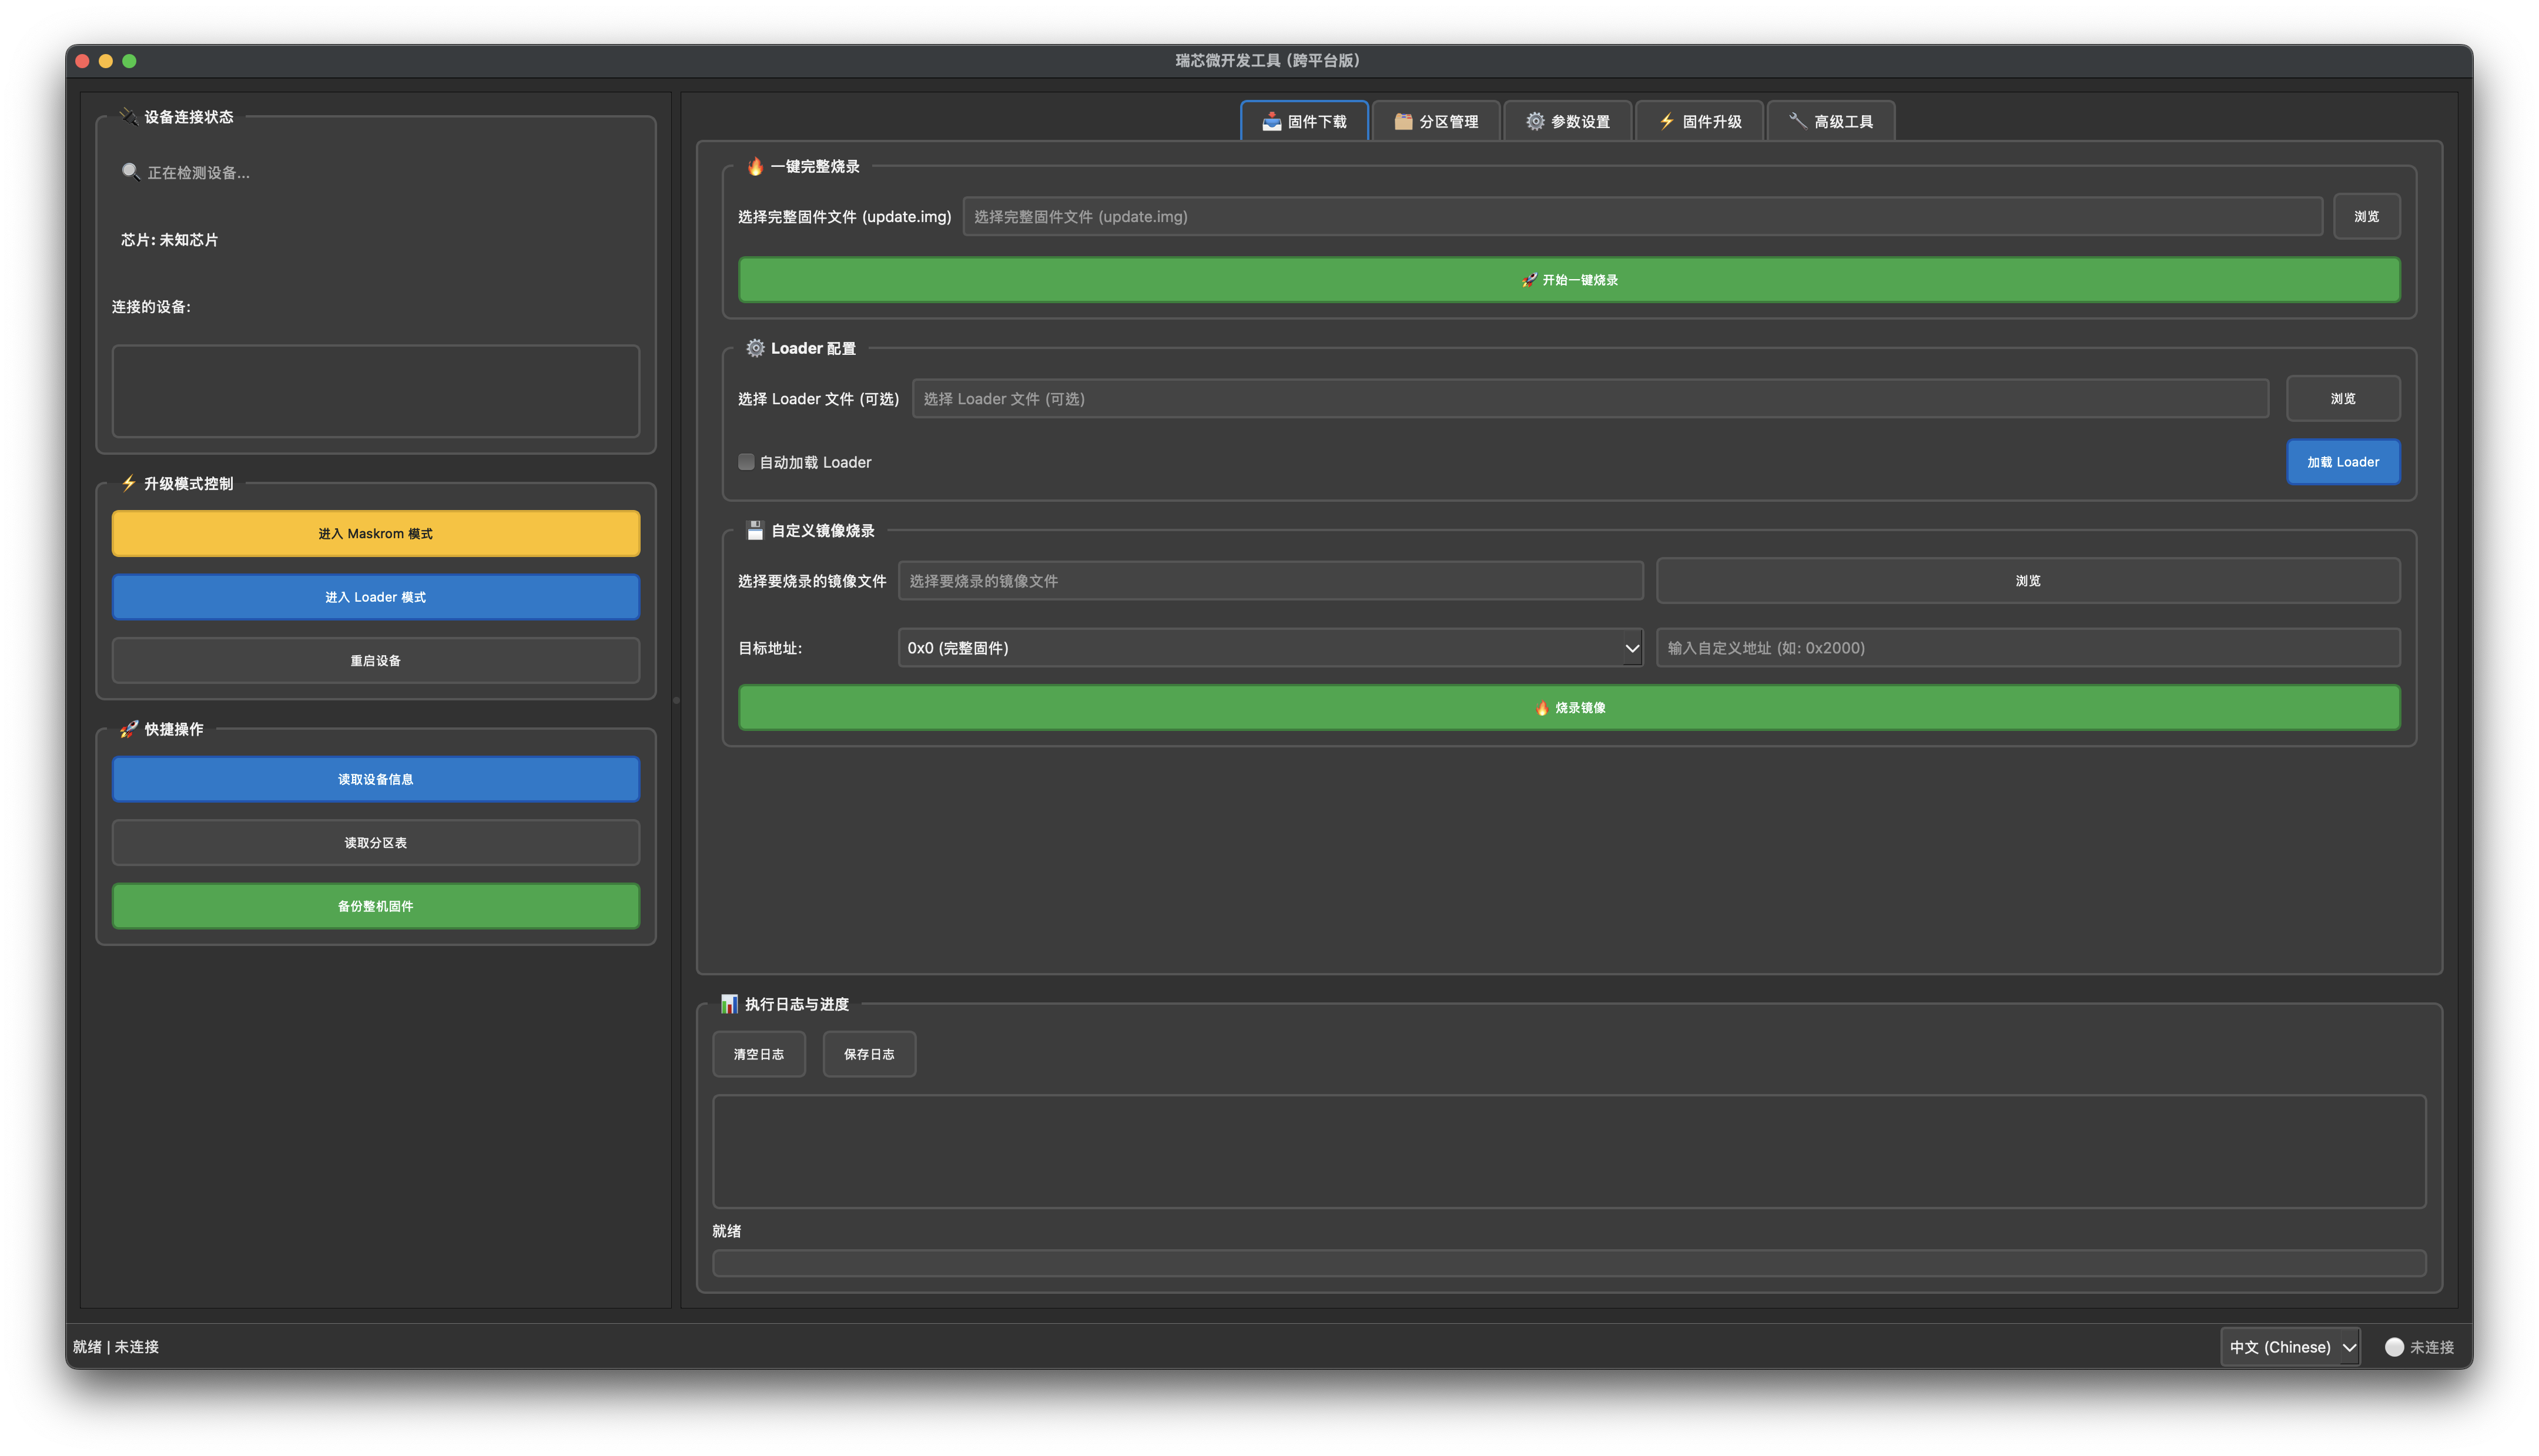 瑞芯微开发工具 (跨平台版)
设备连接状态
正在检测设备...
芯片: 未知芯片
连接的设备:
升级模式控制
进入 Maskrom 模式
进入 Loader 模式
重启设备
快捷操作
读取设备信息
读取分区表
备份整机固件
固件下载 分区管理 参数设置 固件升级 高级工具
一键完整烧录
选择完整固件文件 (update.img) 选择完整固件文件 (update.img) 浏览
开始一键烧录
Loader 配置
选择 Loader 文件 (可选) 选择 Loader 文件 (可选) 浏览
自动加载 Loader 加载 Loader
自定义镜像烧录
选择要烧录的镜像文件 选择要烧录的镜像文件 浏览
目标地址: 0x0 (完整固件) 输入自定义地址 (如: 0x2000)
烧录镜像
执行日志与进度
清空日志 保存日志
就绪
就绪 | 未连接 中文 (Chinese) 未连接